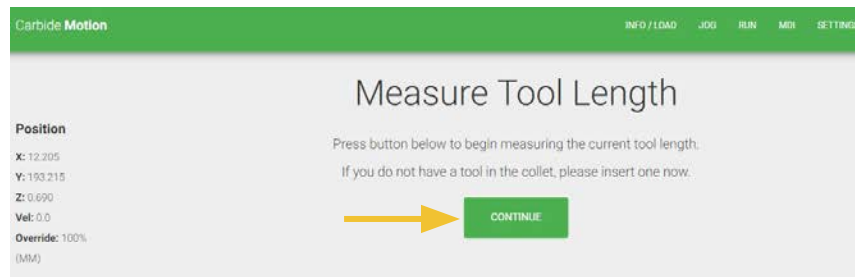 Carbide Motion
INFO / LOAD JOG RUN MDI SETTING
Measure Tool Length
Press button below to begin measuring the current tool length.
If you do not have a tool in the collet, please insert one now.
CONTINUE
Position
X: 12.205
Y: 193.215
Z: 0.690
Vel: 0.0
Override: 100%
(MM)